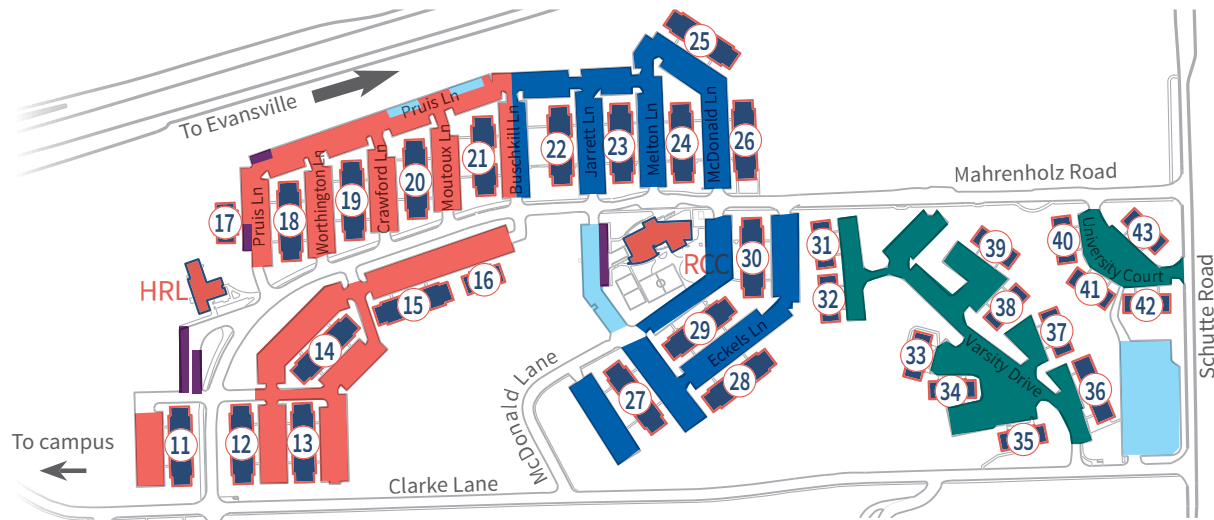 25
To Evansville
Pruis Ln
Buschkill Ln
Jarrett Ln
Melton Ln
McDonald Ln
21
22
23
24
26
Moutoux Ln
20
Crawford Ln
19
Worthington Ln
18
Pruis Ln
17
Mahrenholz Road
HRL
RCC
30
31
32
39
40
University Court
43
41
42
38
37
Varsity Drive
33
34
35
36
Schutte Road
16
15
14
29
Eckels Ln
28
27
McDonald Lane
11
12
13
To campus
Clarke Lane